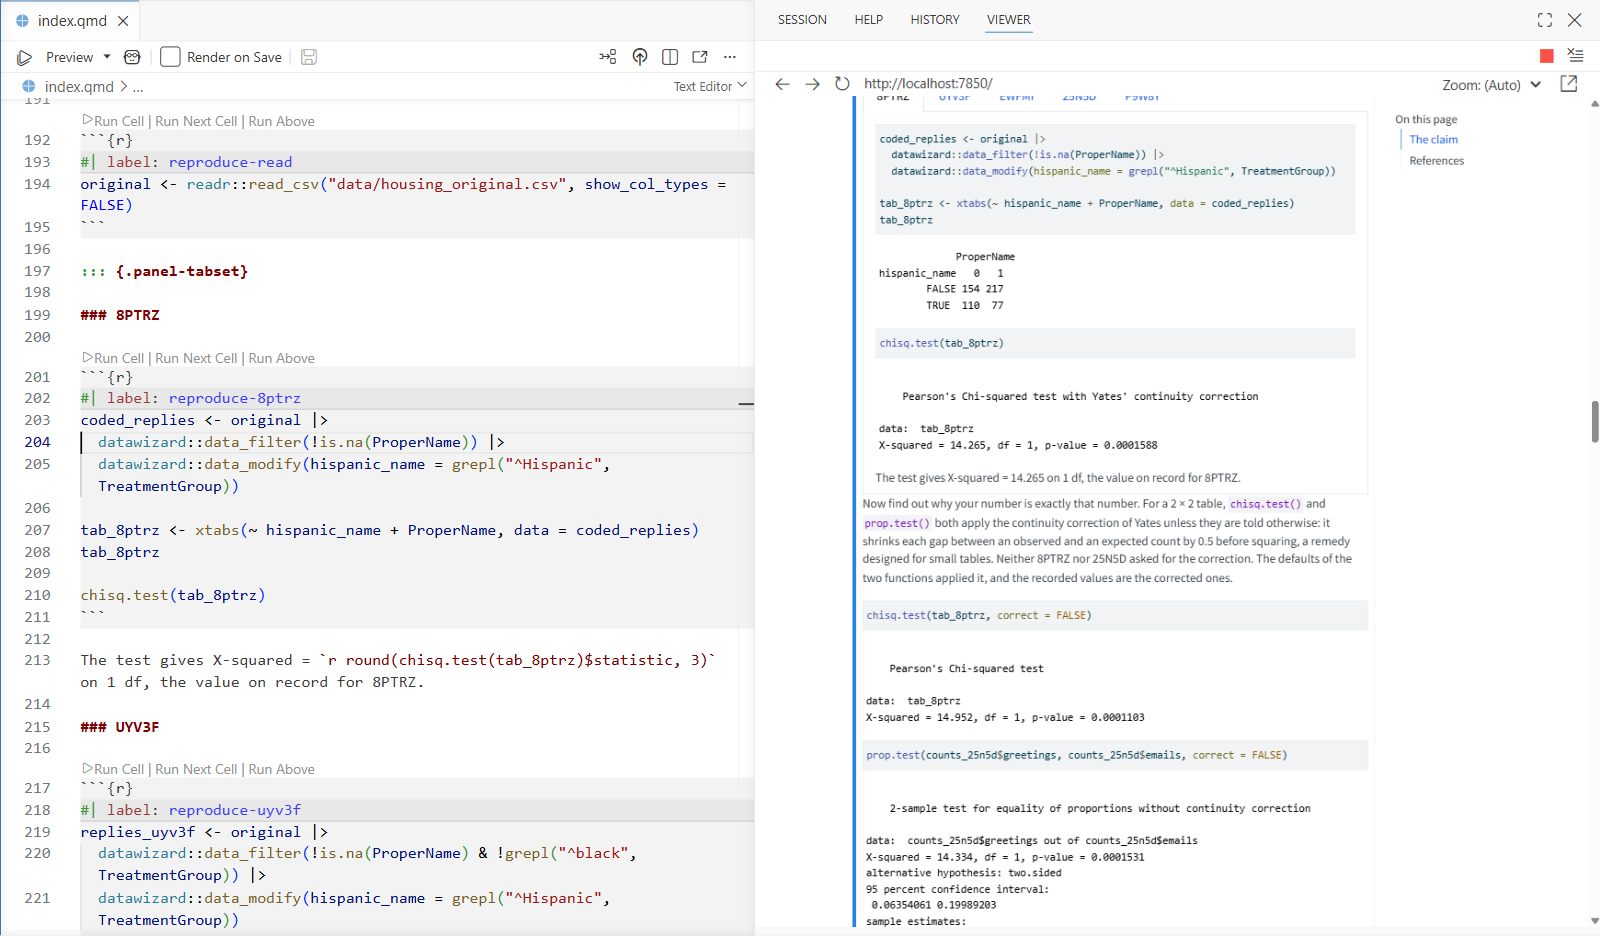 index.qmd
Preview
Render on Save
index.qmd > ...
Text Editor
191
Run Cell | Run Next Cell | Run Above
192 ```{r}
193 #| label: reproduce-read
194 original <- readr::read_csv("data/housing_original.csv", show_col_types =
FALSE)
195 ```
196
197 ::: {.panel-tabset}
198
199 ### 8PTRZ
200
Run Cell | Run Next Cell | Run Above
201 ```{r}
202 #| label: reproduce-8ptrz
203 coded_replies <- original |>
204 datawizard::data_filter(!is.na(ProperName)) |>
205 datawizard::data_modify(hispanic_name = grepl("^Hispanic",
TreatmentGroup))
206
207 tab_8ptrz <- xtabs(~ hispanic_name + ProperName, data = coded_replies)
208 tab_8ptrz
209
210 chisq.test(tab_8ptrz)
211 ```
212
213 The test gives X-squared = `r round(chisq.test(tab_8ptrz)$statistic, 3)`
on 1 df, the value on record for 8PTRZ.
214
215 ### UYV3F
216
Run Cell | Run Next Cell | Run Above
217 ```{r}
218 #| label: reproduce-uyv3f
219 replies_uyv3f <- original |>
220 datawizard::data_filter(!is.na(ProperName) & !grepl("^black",
TreatmentGroup)) |>
221 datawizard::data_modify(hispanic_name = grepl("^Hispanic",
TreatmentGroup))
SESSION HELP HISTORY VIEWER
http://localhost:7850/
Zoom: (Auto)
8PTRZ UYV3F EWFMI 25N5D F9W8Y
coded_replies <- original |>
datawizard::data_filter(!is.na(ProperName)) |>
datawizard::data_modify(hispanic_name = grepl("^Hispanic", TreatmentGroup))
tab_8ptrz <- xtabs(~ hispanic_name + ProperName, data = coded_replies)
tab_8ptrz
ProperName
hispanic_name 0 1
FALSE 154 217
TRUE 110 77
chisq.test(tab_8ptrz)
Pearson's Chi-squared test with Yates' continuity correction
data: tab_8ptrz
X-squared = 14.265, df = 1, p-value = 0.0001588
The test gives X-squared = 14.265 on 1 df, the value on record for 8PTRZ.
Now find out why your number is exactly that number. For a 2 × 2 table, chisq.test() and
prop.test() both apply the continuity correction of Yates unless they are told otherwise: it
shrinks each gap between an observed and an expected count by 0.5 before squaring, a remedy
designed for small tables. Neither 8PTRZ nor 25N5D asked for the correction. The defaults of the
two functions applied it, and the recorded values are the corrected ones.
chisq.test(tab_8ptrz, correct = FALSE)
Pearson's Chi-squared test
data: tab_8ptrz
X-squared = 14.952, df = 1, p-value = 0.0001103
prop.test(counts_25n5d$greetings, counts_25n5d$emails, correct = FALSE)
2-sample test for equality of proportions without continuity correction
data: counts_25n5d$greetings out of counts_25n5d$emails
X-squared = 14.334, df = 1, p-value = 0.0001531
alternative hypothesis: two.sided
95 percent confidence interval:
0.06354061 0.19989203
sample estimates:
On this page
The claim
References